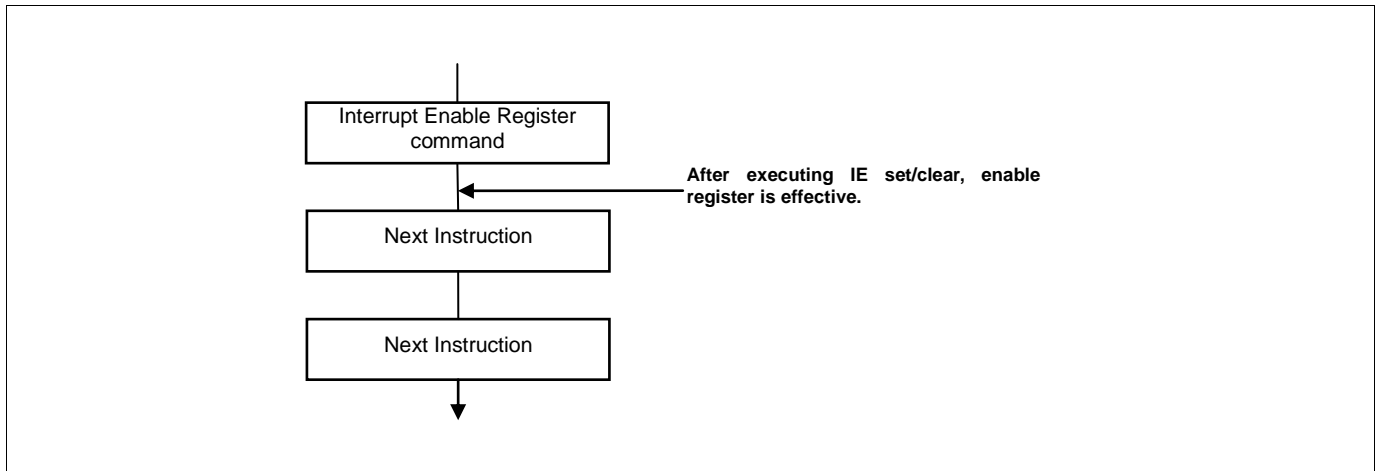 Interrupt Enable Register
command
After executing IE set/clear, enable
register is effective.
Next Instruction
Next Instruction